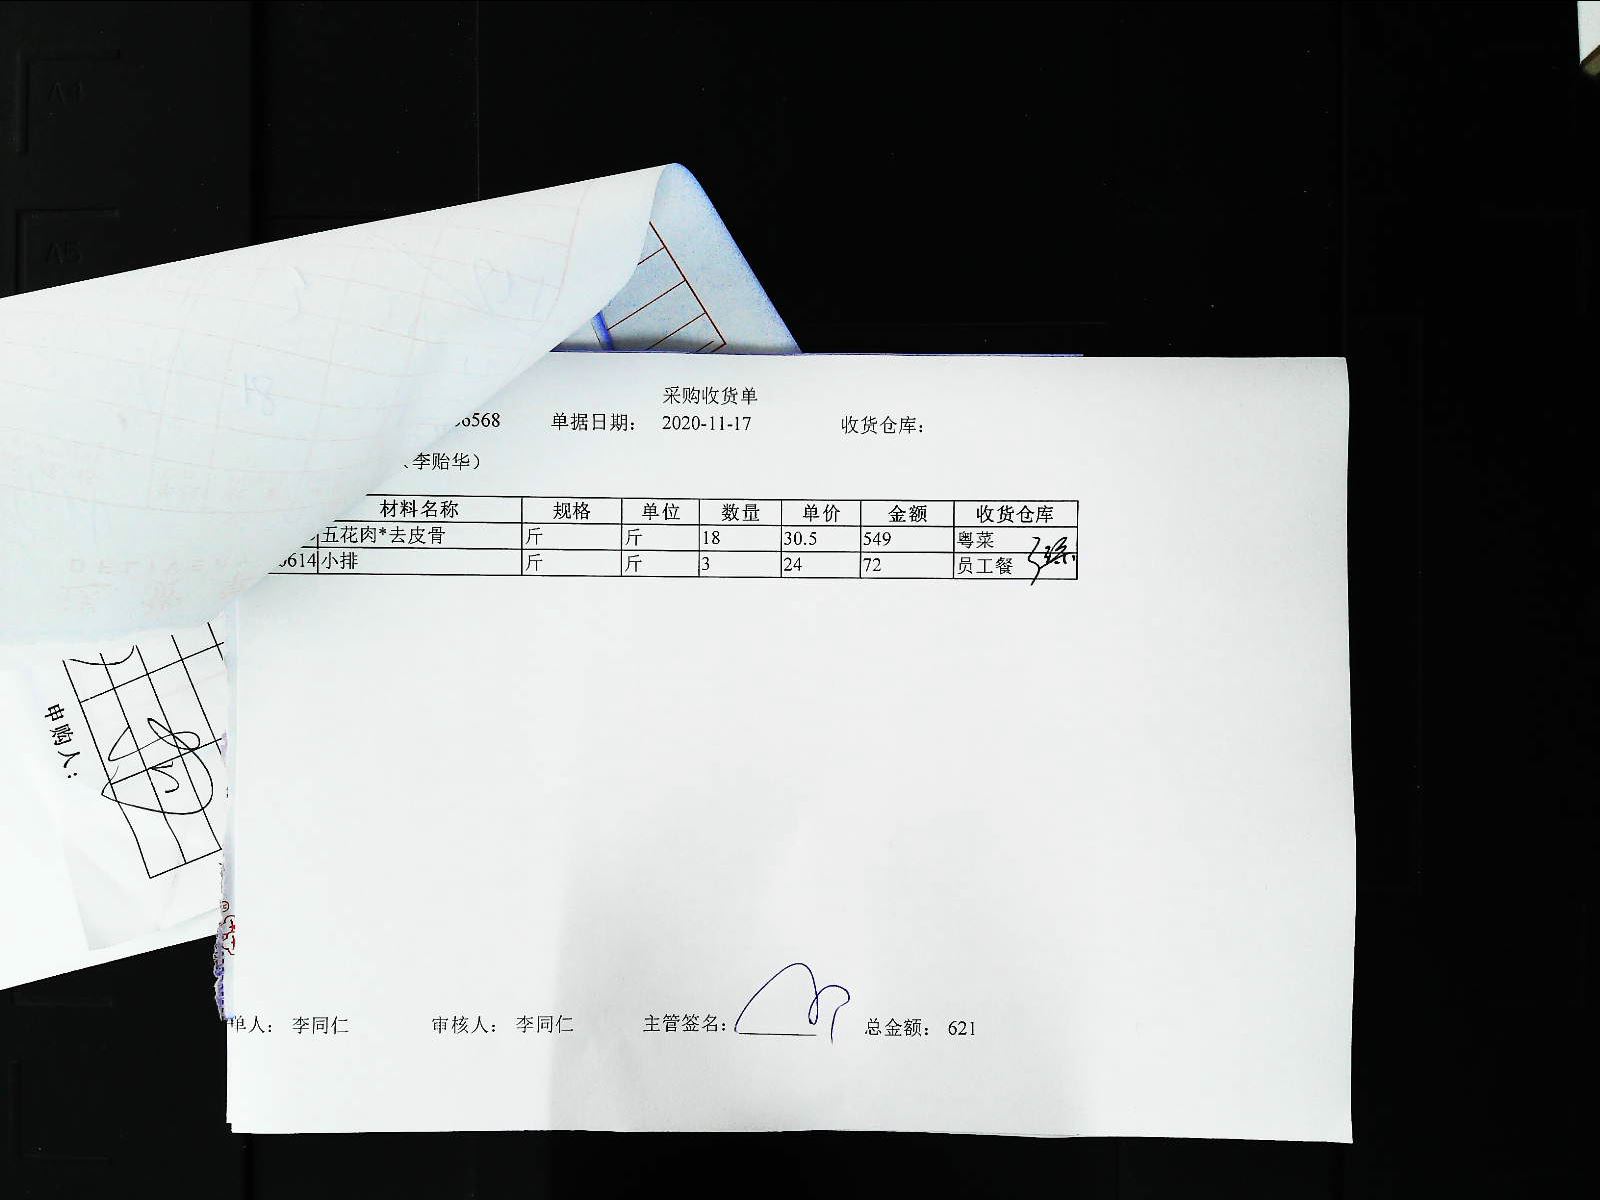 采购收货单
6568 单据日期： 2020-11-17 收货仓库：
李贻华）
材料名称 规格 单位 数量 单价 金额 收货仓库
五花肉*去皮骨 斤 斤 18 30.5 549 粤菜
0614 小排 斤 斤 3 24 72 员工餐
申购人：
单人： 李同仁 审核人： 李同仁 主管签名： 总金额： 621